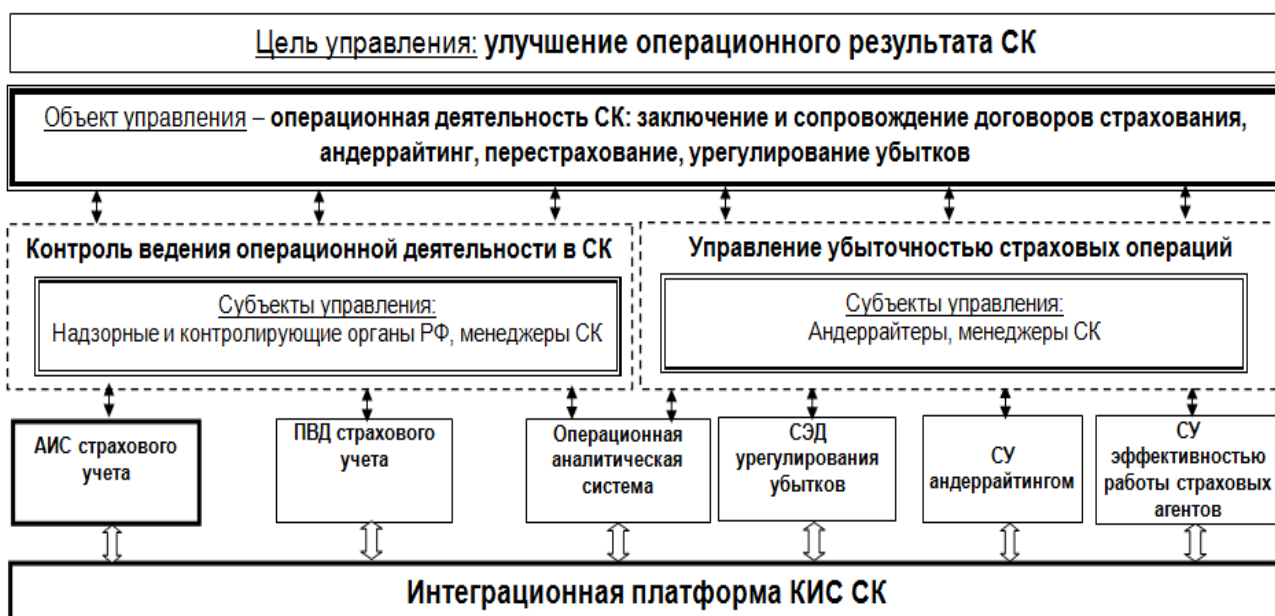 Цель управления: улучшение операционного результата СК
Объект управления – операционная деятельность СК: заключение и сопровождение договоров страхования,
андеррайтинг, перестрахование, урегулирование убытков
Контроль ведения операционной деятельности в СК
Субъекты управления:
Надзорные и контролирующие органы РФ, менеджеры СК
Управление убыточностью страховых операций
Субъекты управления:
Андеррайтеры, менеджеры СК
АИС страхового
учета
ПВД страхового
учета
Операционная
аналитическая
система
СЭД
урегулирования
убытков
СУ
андеррайтингом
СУ
эффективностью
работы страховых
агентов
Интеграционная платформа КИС СК